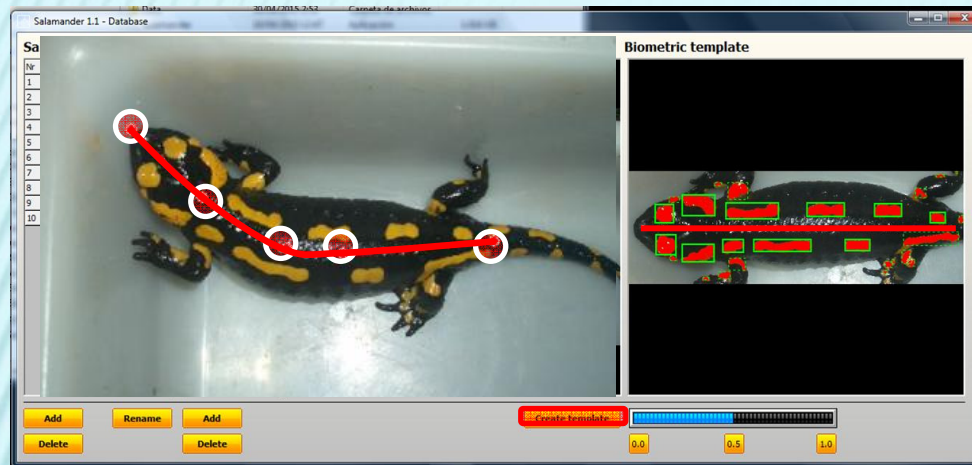 Data 30/04/2015 2:53 Carpeta de archivos
Salamander 1.1 - Database
Sa
Biometric template
Nr
1
2
3
4
5
6
7
8
9
10
Add Rename Add Create template
Delete Delete 0.0 0.5 1.0